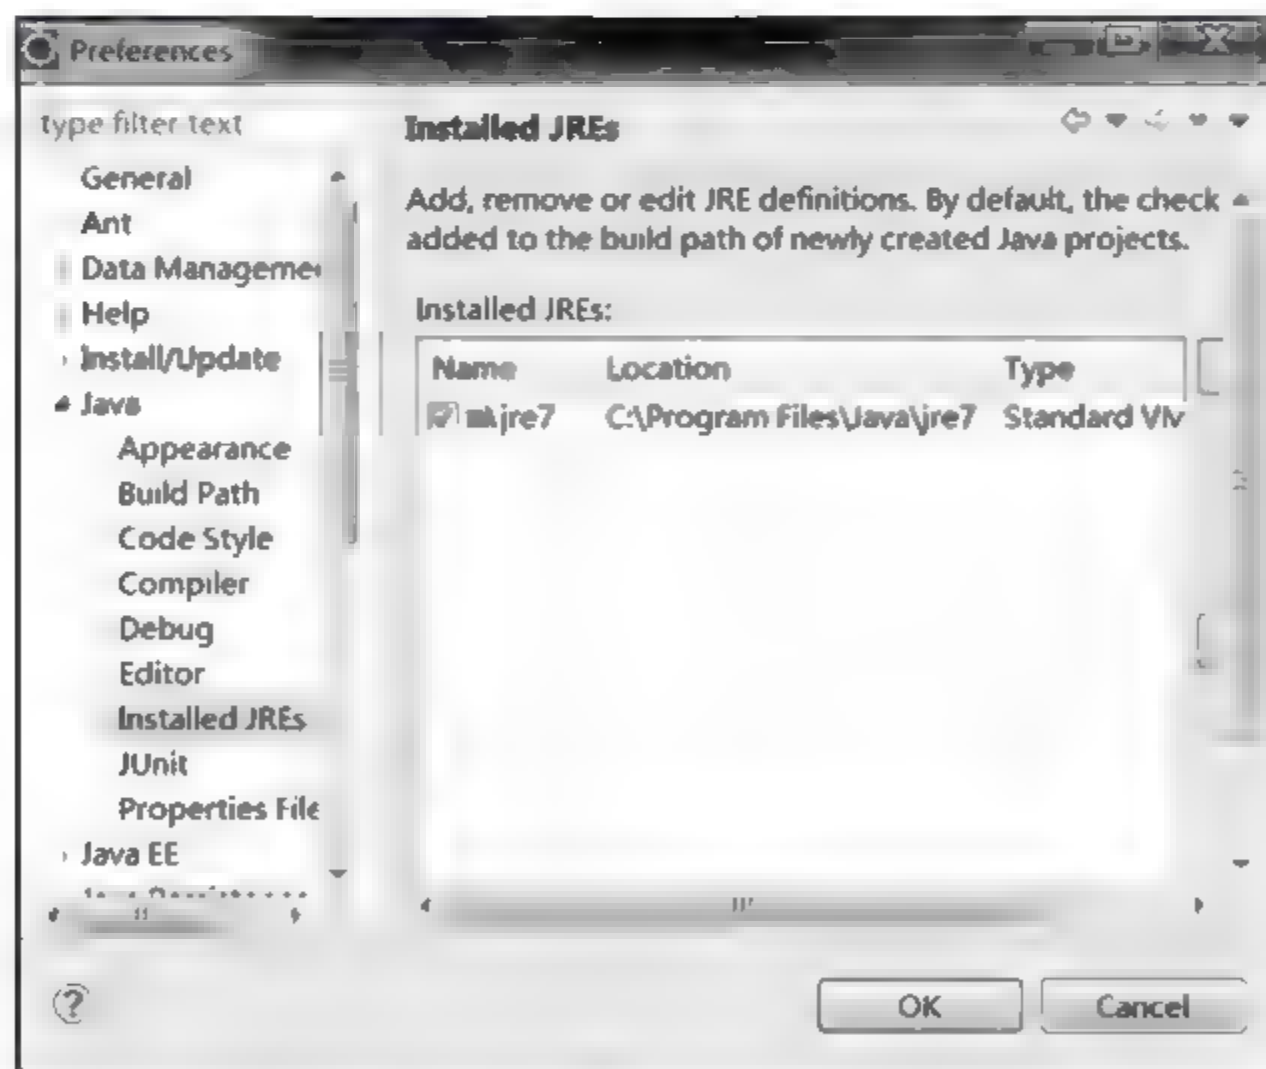 Preferences
type filter text
General
Ant
Data Manageme
Help
Install/Update
Java
Appearance
Build Path
Code Style
Compiler
Debug
Editor
Installed JREs
JUnit
Properties File
Java EE
Installed JREs
Add, remove or edit JRE definitions. By default, the check
added to the build path of newly created Java projects.
Installed JREs:
Name Location Type
jre7 C:\Program Files\Java\jre7 Standard VM
OK Cancel